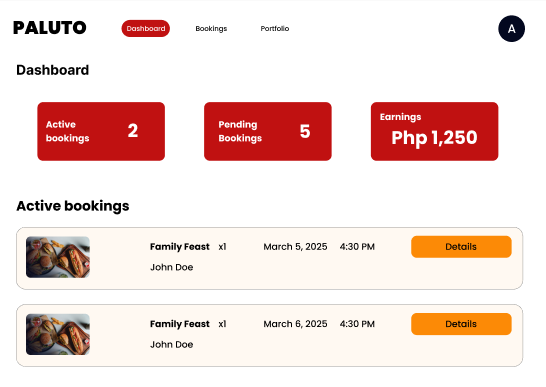 PALUTO
Dashboard Bookings Portfolio
A
Dashboard
Active bookings 2
Pending Bookings 5
Earnings
Php 1,250
Active bookings
Family Feast x1 March 5, 2025 4:30 PM Details
John Doe
Family Feast x1 March 6, 2025 4:30 PM Details
John Doe